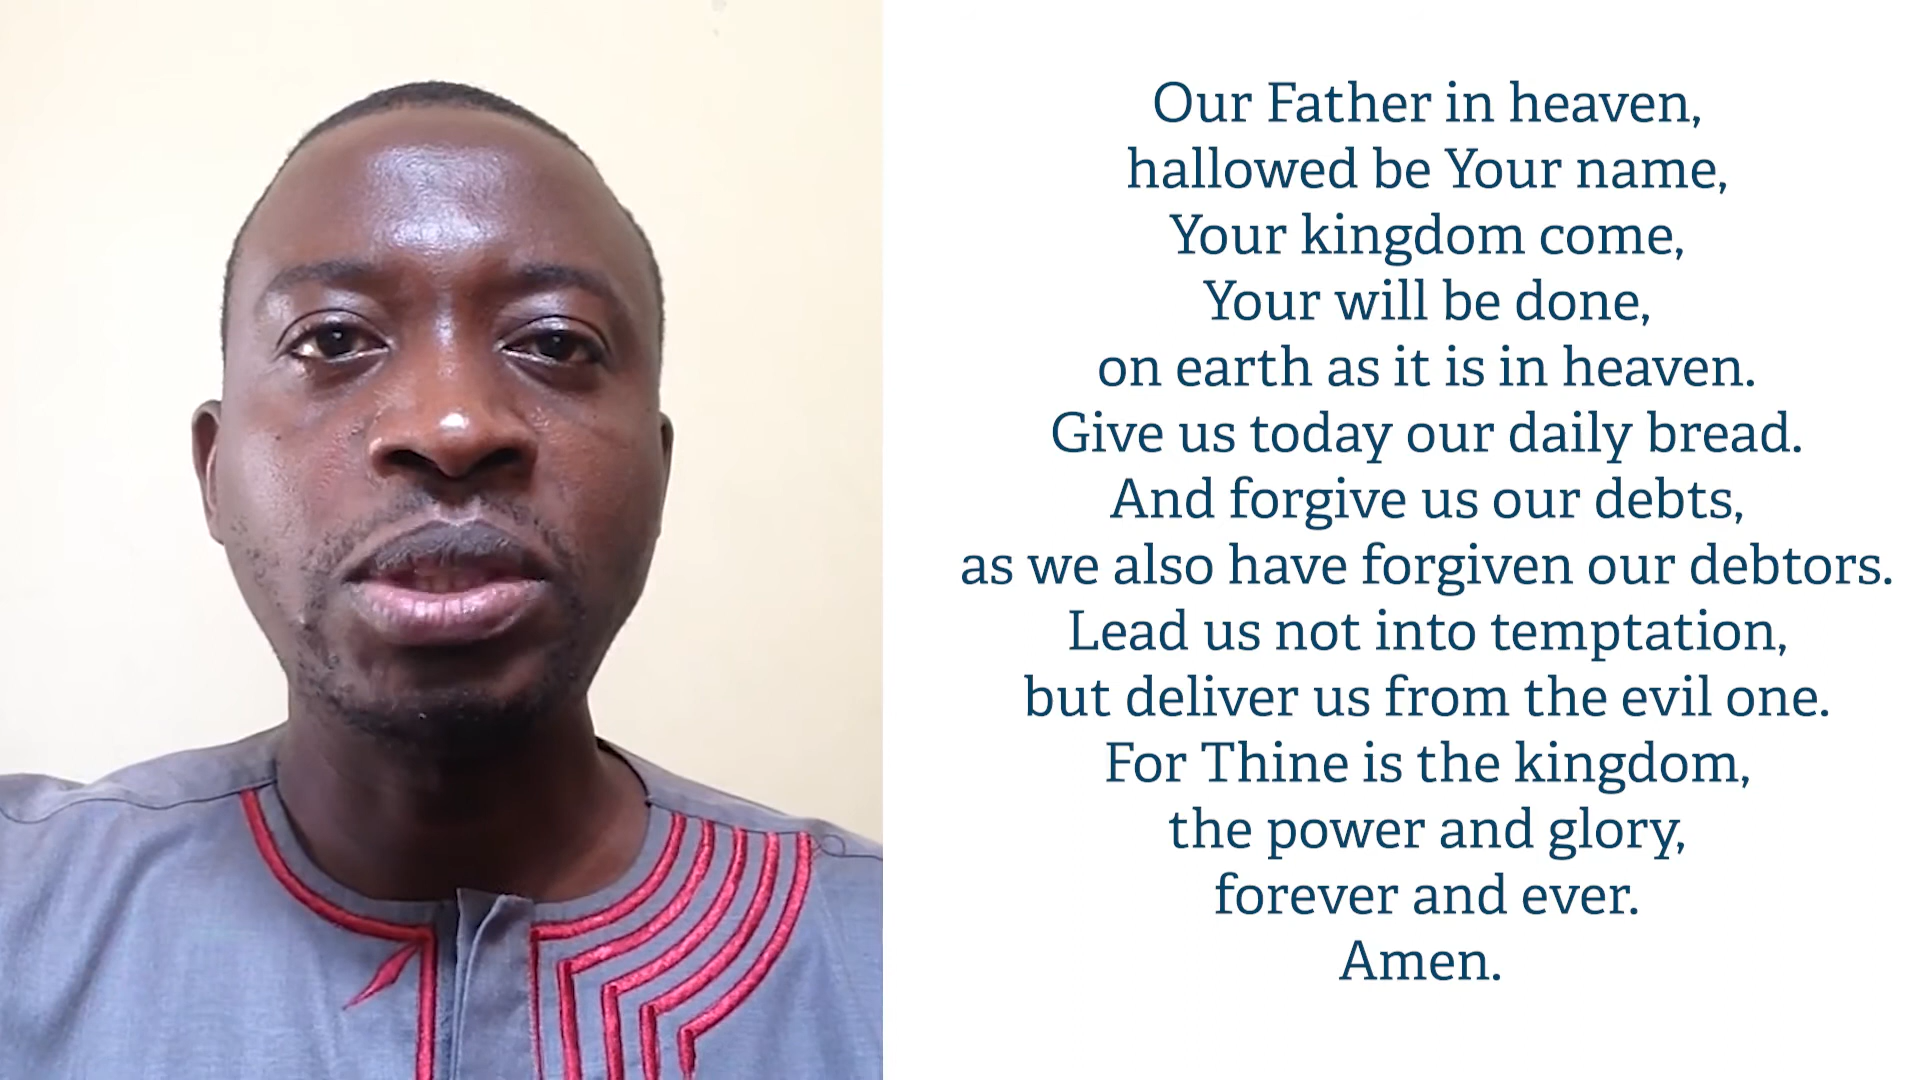 Our Father in heaven,
hallowed be Your name,
Your kingdom come,
Your will be done,
on earth as it is in heaven.
Give us today our daily bread.
And forgive us our debts,
as we also have forgiven our debtors.
Lead us not into temptation,
but deliver us from the evil one.
For Thine is the kingdom,
the power and glory,
forever and ever.
Amen.